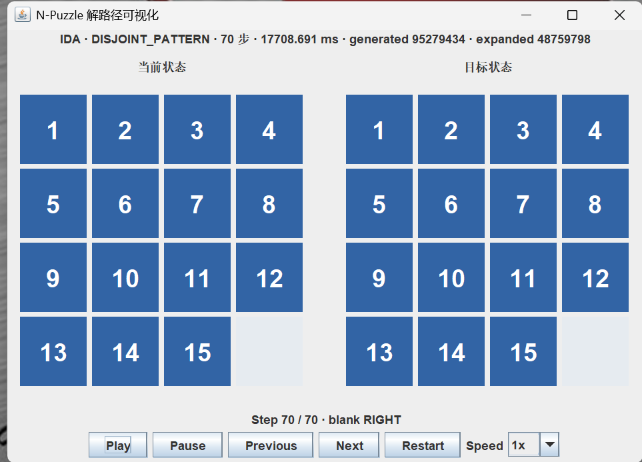 N-Puzzle 解路径可视化
IDA · DISJOINT_PATTERN · 70 步 · 17708.691 ms · generated 95279434 · expanded 48759798
当前状态 目标状态
1 2 3 4 1 2 3 4
5 6 7 8 5 6 7 8
9 10 11 12 9 10 11 12
13 14 15 13 14 15
Step 70 / 70 · blank RIGHT
Play Pause Previous Next Restart Speed 1x